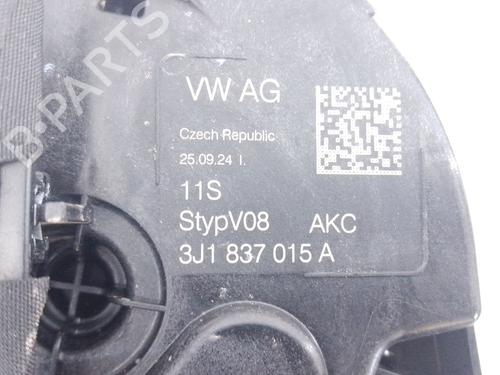 B-PARTS
VW AG
Czech Republic
25.09.24 I.
11S
StypV08 AKC
3J1 837 015 A